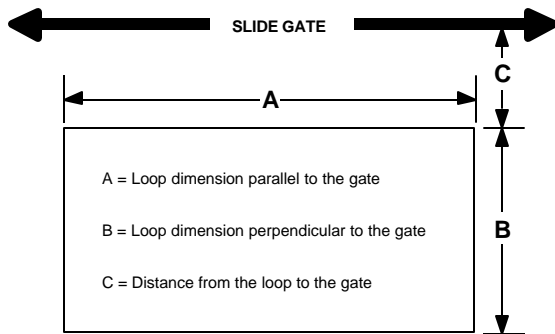 SLIDE GATE
C
A
A = Loop dimension parallel to the gate
B = Loop dimension perpendicular to the gate
B
C = Distance from the loop to the gate